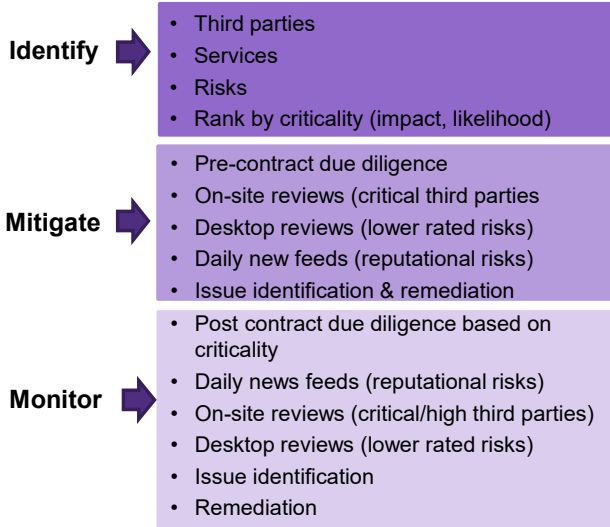 Identify
• Third parties
• Services
• Risks
• Rank by criticality (impact, likelihood)
Mitigate
• Pre-contract due diligence
• On-site reviews (critical third parties
• Desktop reviews (lower rated risks)
• Daily new feeds (reputational risks)
• Issue identification & remediation
Monitor
• Post contract due diligence based on
criticality
• Daily news feeds (reputational risks)
• On-site reviews (critical/high third parties)
• Desktop reviews (lower rated risks)
• Issue identification
• Remediation